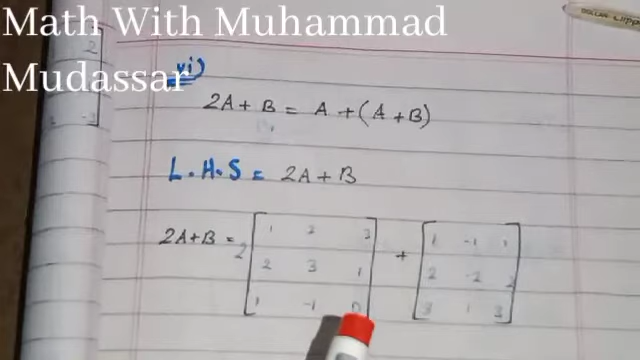 Math With Muhammad
Mudassar
vi)
2A + B = A + (A + B)
L.H.S = 2A + B
2A+B = 2 [ 1 2 3 + [ 1 -1 1
2 3 1 2 -2 2
1 -1 0 ] 3 1 3 ]